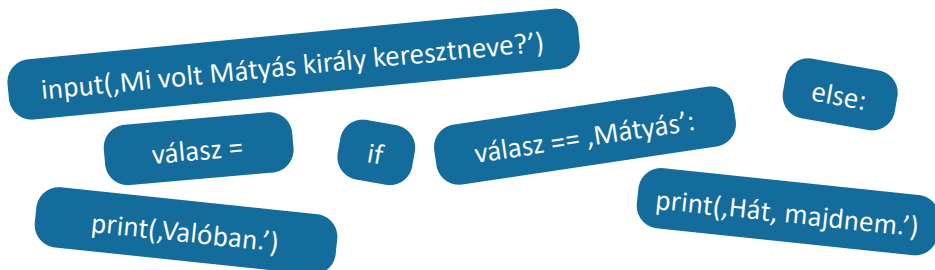 input(‚Mi volt Mátyás király keresztneve?’)
else:
válasz =
if
válasz == ‚Mátyás’:
print(‚Valóban.’)
print(‚Hát, majdnem.’)